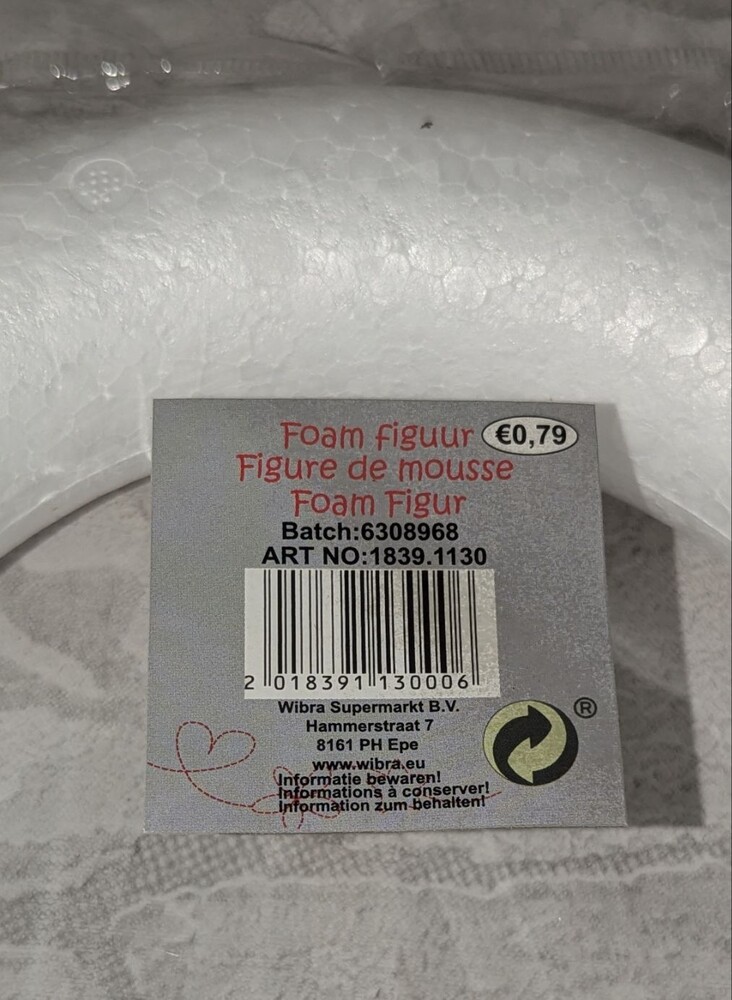 Foam figuur €0,79
Figure de mousse
Foam Figur
Batch:6308968
ART NO:1839.1130
2 018391 130006
Wibra Supermarkt B.V.
Hammerstraat 7
8161 PH Epe
www.wibra.eu
Informatie bewaren!
Informations à conserver!
Information zum behalten!
®